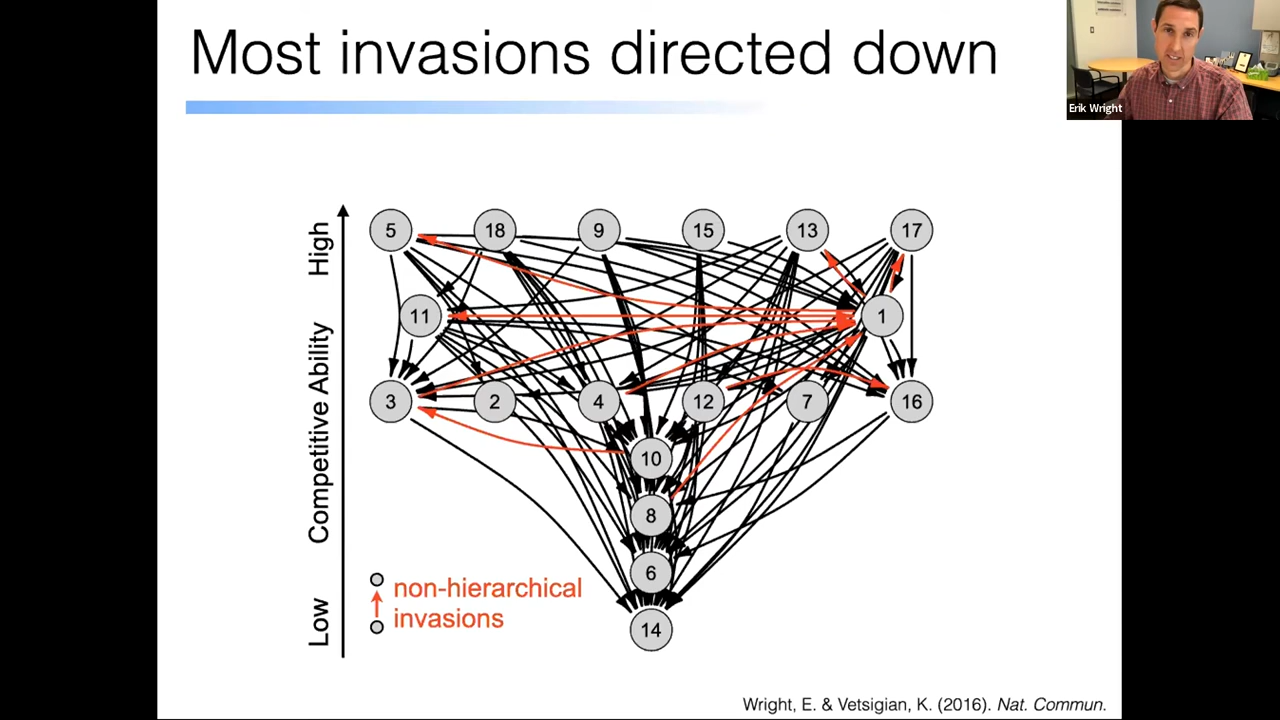 Most invasions directed down
Erik Wright
High
Competitive Ability
Low
5 18 9 15 13 17
11 1
3 2 4 12 7 16
10
8
6
14
non-hierarchical
invasions
Wright, E. & Vetsigian, K. (2016). Nat. Commun.